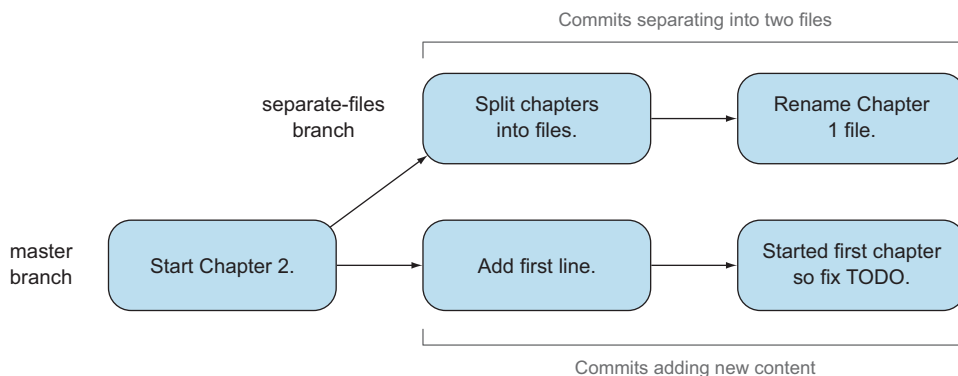 Commits separating into two files
separate-files
branch
Split chapters
into files.
Rename Chapter
1 file.
master
branch
Start Chapter 2.
Add first line.
Started first chapter
so fix TODO.
Commits adding new content